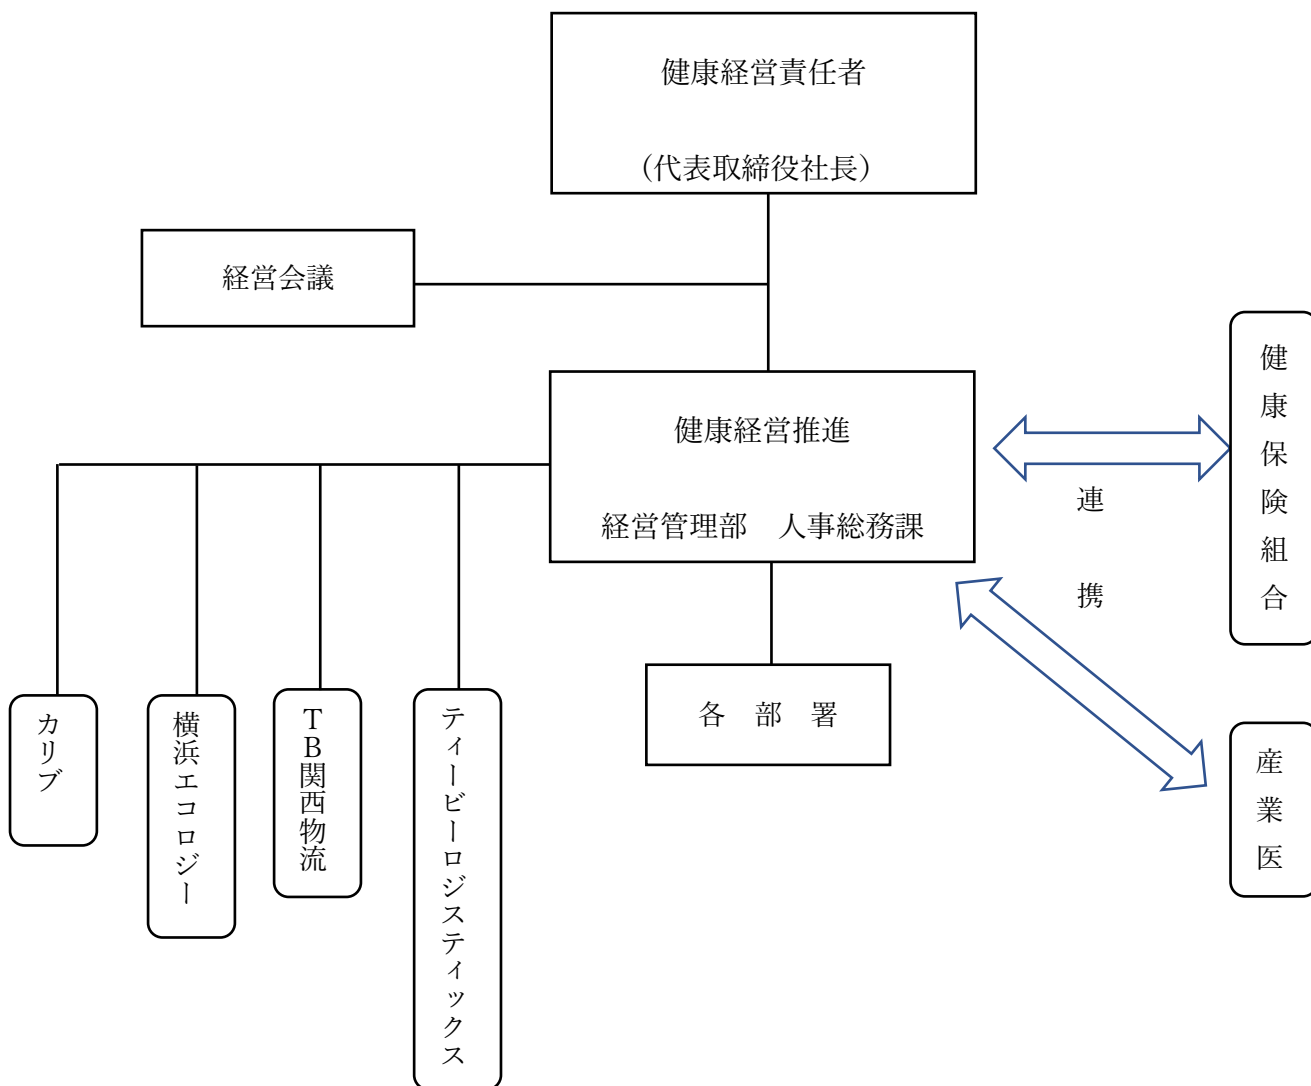 健康経営責任者
（代表取締役社長）
経営会議
健康経営推進
経営管理部　人事総務課
連
携
健康保険組合
各　部　署
産業医
カリブ
横浜エコロジー
ＴＢ関西物流
ティービーロジスティックス